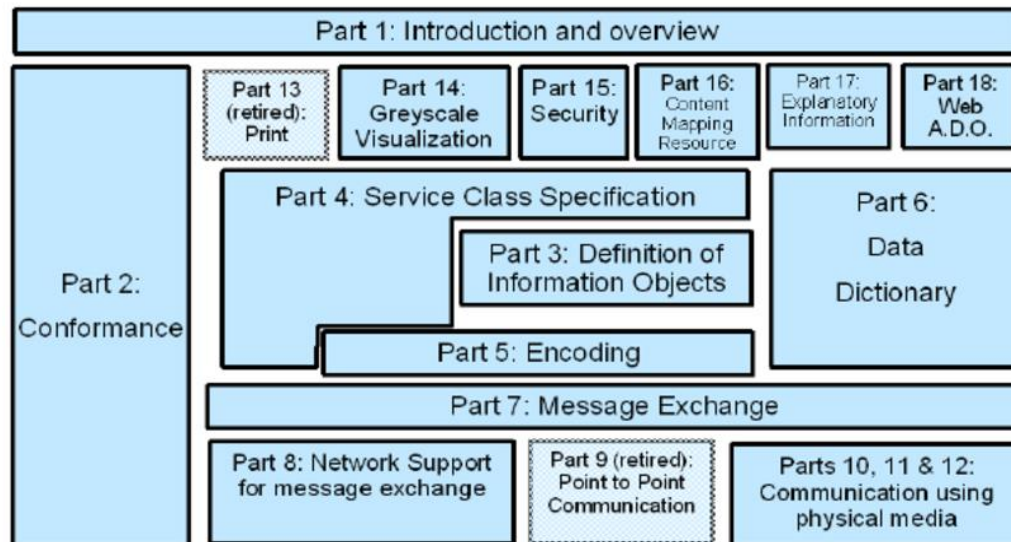 Part 1: Introduction and overview
Part 13
(retired):
Print
Part 14:
Greyscale
Visualization
Part 15:
Security
Part 16:
Content
Mapping
Resource
Part 17:
Explanatory
Information
Part 18:
Web
A.D.O.
Part 2:
Conformance
Part 4: Service Class Specification
Part 3: Definition of
Information Objects
Part 5: Encoding
Part 6:
Data
Dictionary
Part 7: Message Exchange
Part 8: Network Support
for message exchange
Part 9 (retired):
Point to Point
Communication
Parts 10, 11 & 12:
Communication using
physical media